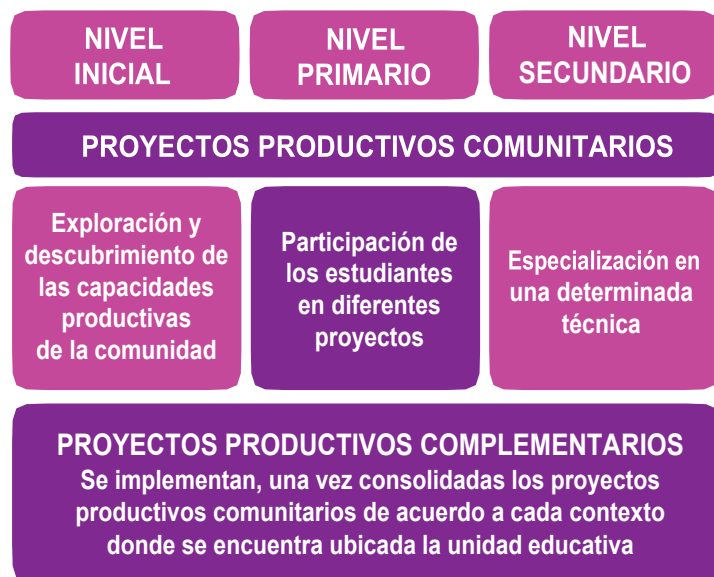 NIVEL
INICIAL
NIVEL
PRIMARIO
NIVEL
SECUNDARIO
PROYECTOS PRODUCTIVOS COMUNITARIOS
Exploración y
descubrimiento de
las capacidades
productivas
de la comunidad
Participación de
los estudiantes
en diferentes
proyectos
Especialización en
una determinada
técnica
PROYECTOS PRODUCTIVOS COMPLEMENTARIOS
Se implementan, una vez consolidadas los proyectos
productivos comunitarios de acuerdo a cada contexto
donde se encuentra ubicada la unidad educativa